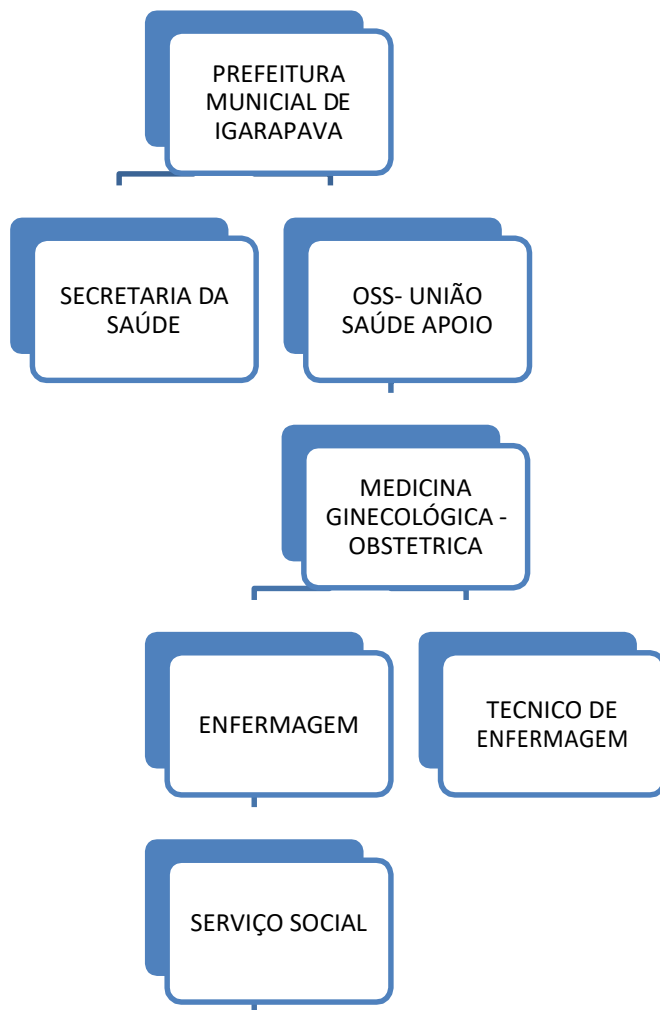 PREFEITURA
MUNICIAL DE
IGARAPAVA
SECRETARIA DA
SAÚDE
OSS- UNIÃO
SAÚDE APOIO
MEDICINA
GINECOLÓGICA -
OBSTETRICA
ENFERMAGEM
TECNICO DE
ENFERMAGEM
SERVIÇO SOCIAL